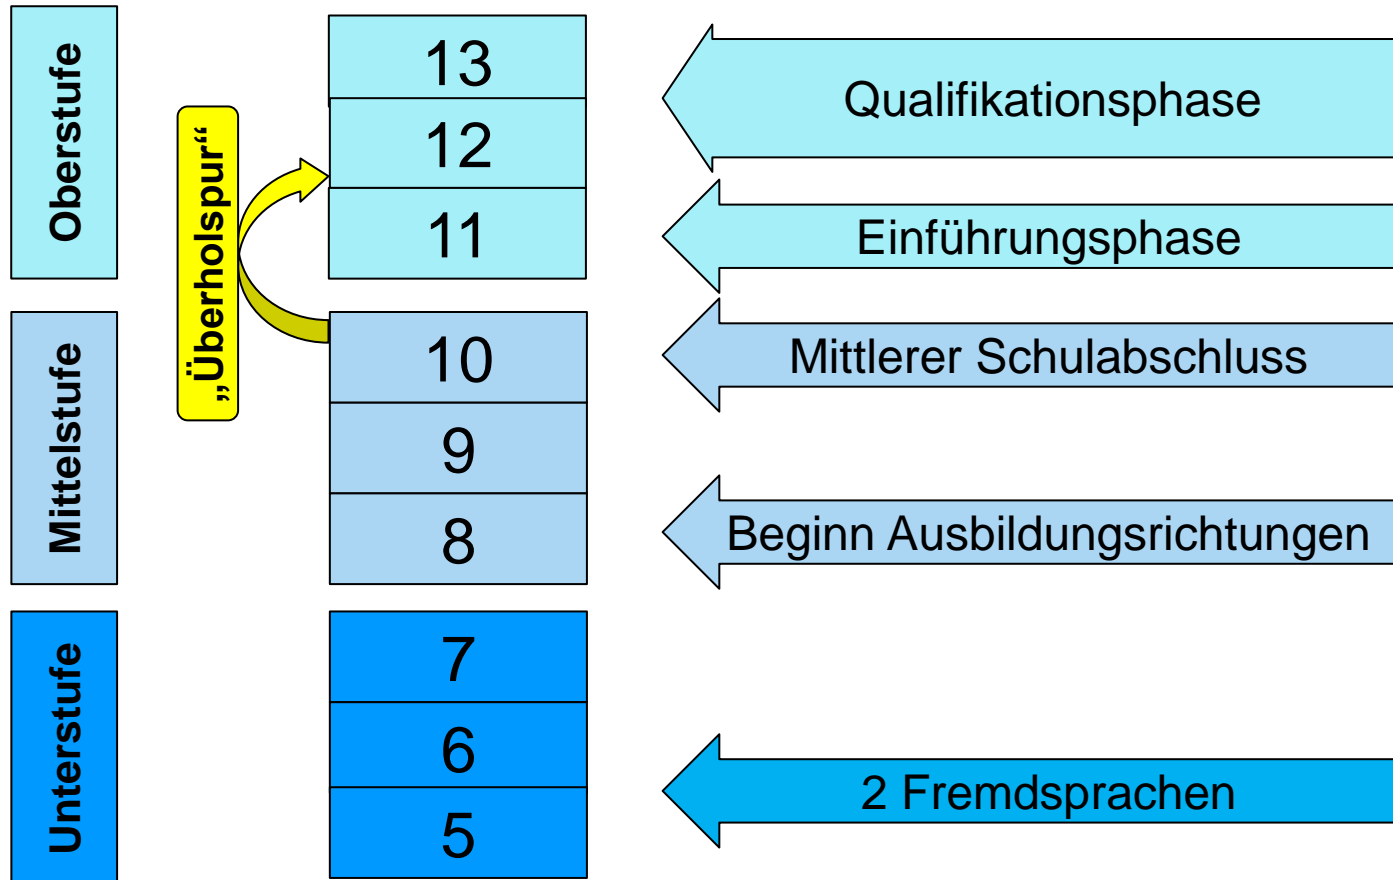 Oberstufe
13
12
11
Qualifikationsphase
Einführungsphase
„Überholspur“
Mittelstufe
10
9
8
Mittlerer Schulabschluss
Beginn Ausbildungsrichtungen
Unterstufe
7
6
5
2 Fremdsprachen